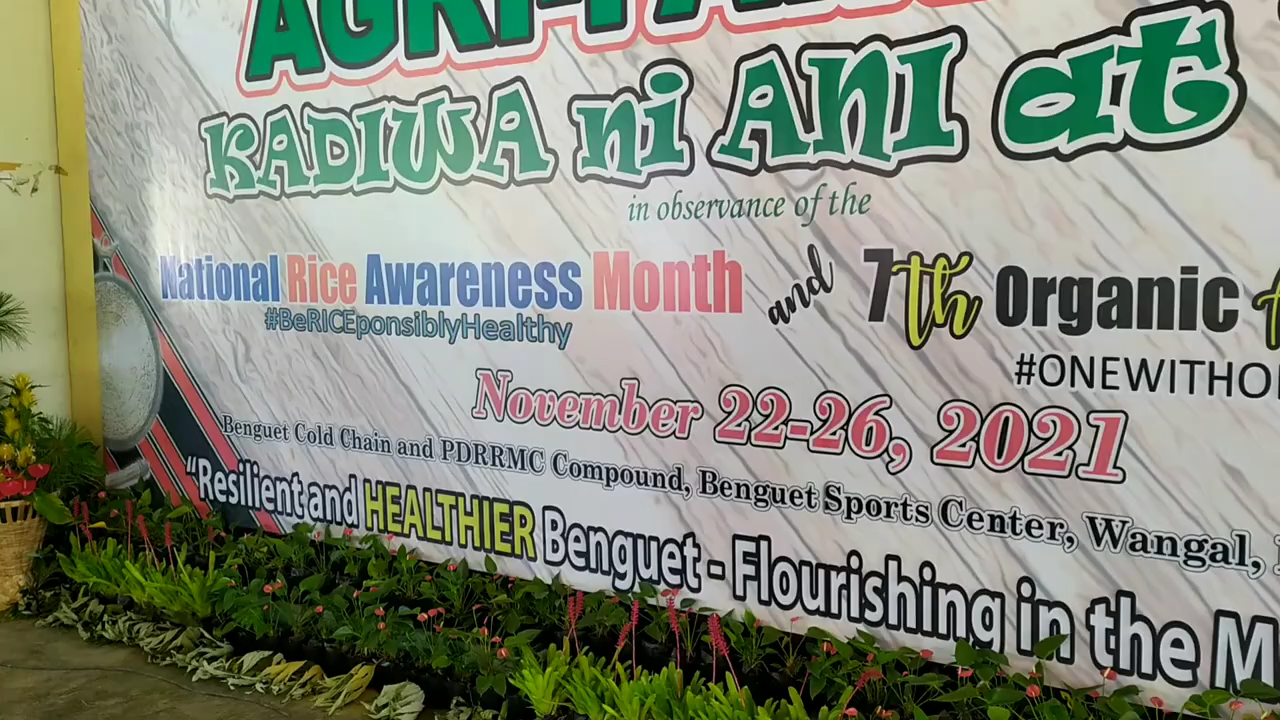 KADIWA ni ANI at
in observance of the
National Rice Awareness Month and 7th Organic
#BeRICEponsiblyHealthy
November 22-26, 2021
Benguet Cold Chain and PDRRMC Compound, Benguet Sports Center, Wangal,
"Resilient and HEALTHIER Benguet - Flourishing in the